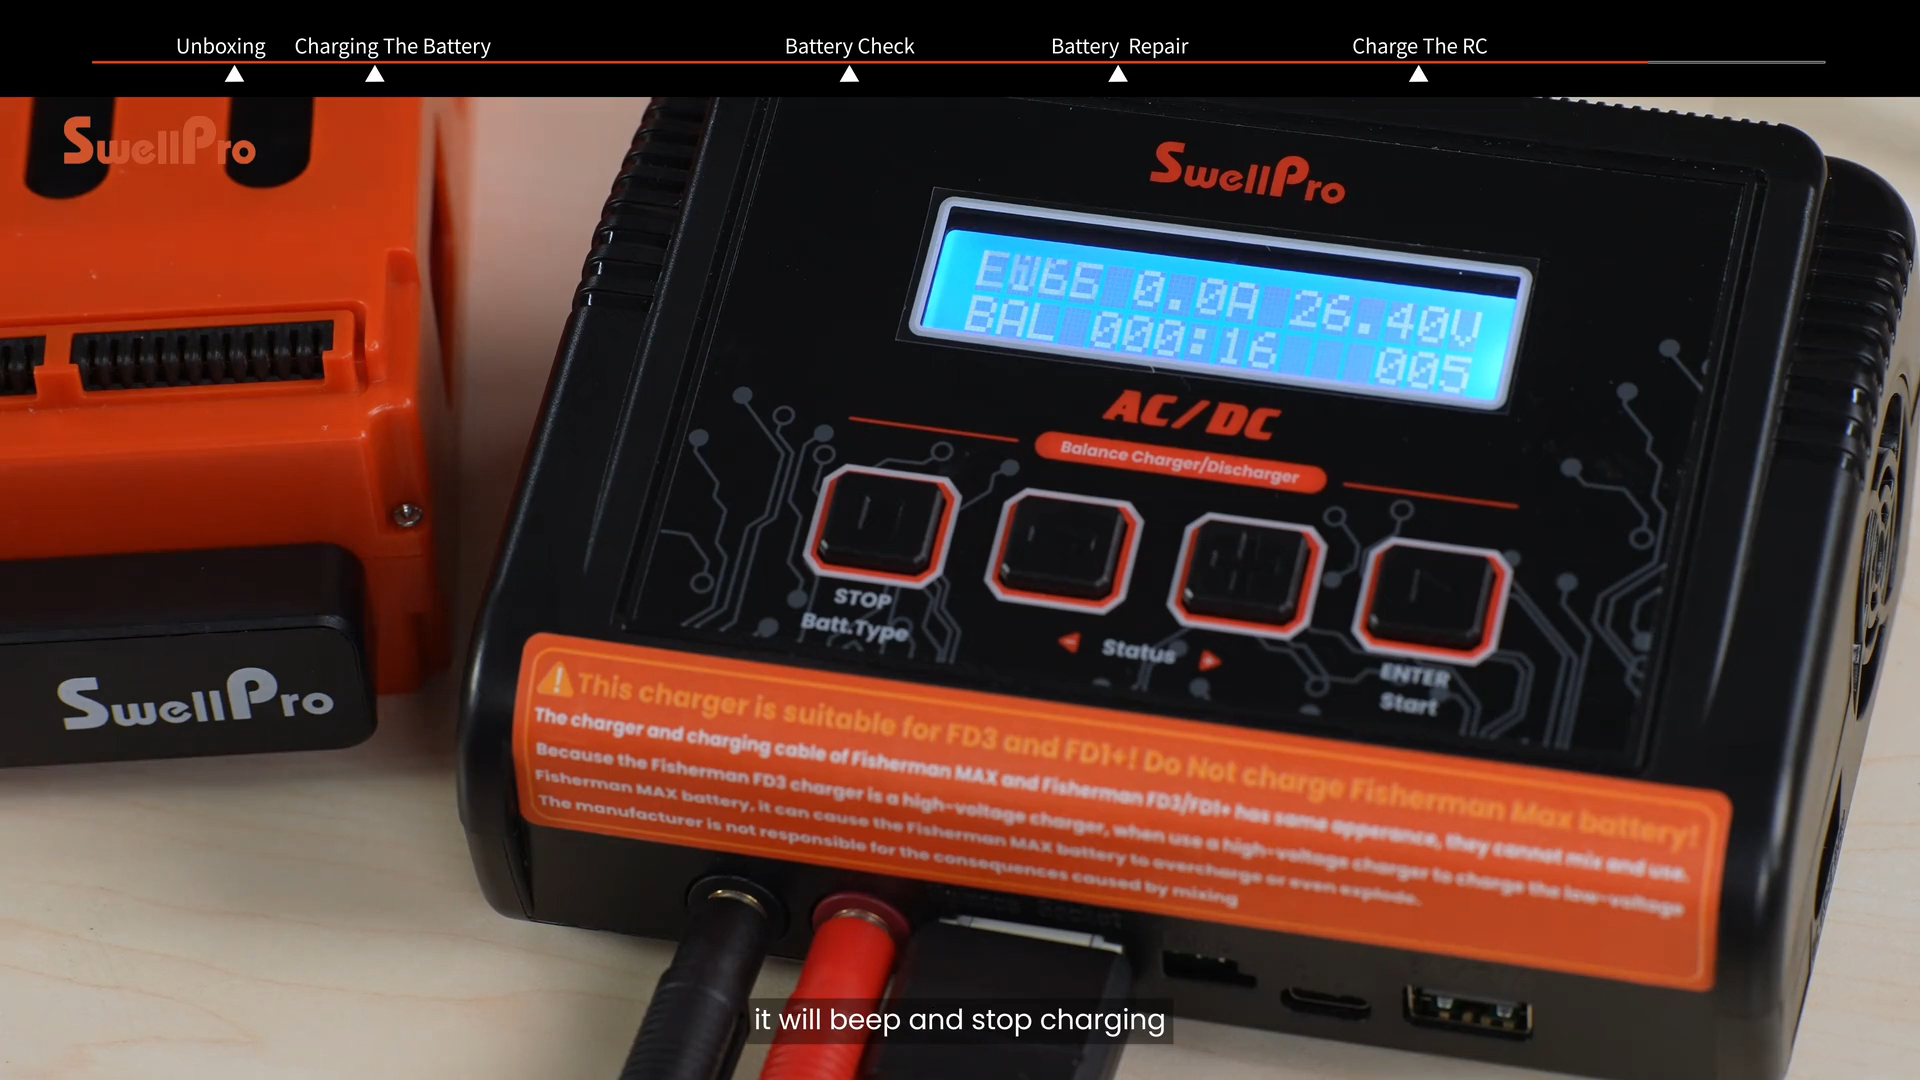 Unboxing
Charging The Battery
Battery Check
Battery Repair
Charge The RC
SwellPro
SwellPro
EW66 0.0A 26.40V
BAL 000:16 005
AC/DC
Balance Charger/Discharger
STOP
Batt.Type
Status
ENTER
Start
SwellPro
This charger is suitable for FD3 and FD1+! Do Not charge Fisherman Max battery!
The charger and charging cable of Fisherman MAX and Fisherman FD3/FD1+ has same apperance, they cannot mix and use.
Because the Fisherman FD3 charger is a high-voltage charger, when use a high-voltage charger to charge the low-voltage
Fisherman MAX battery, it can cause the Fisherman MAX battery to overcharge or even explode.
The manufacturer is not responsible for the consequences caused by mixing
it will beep and stop charging